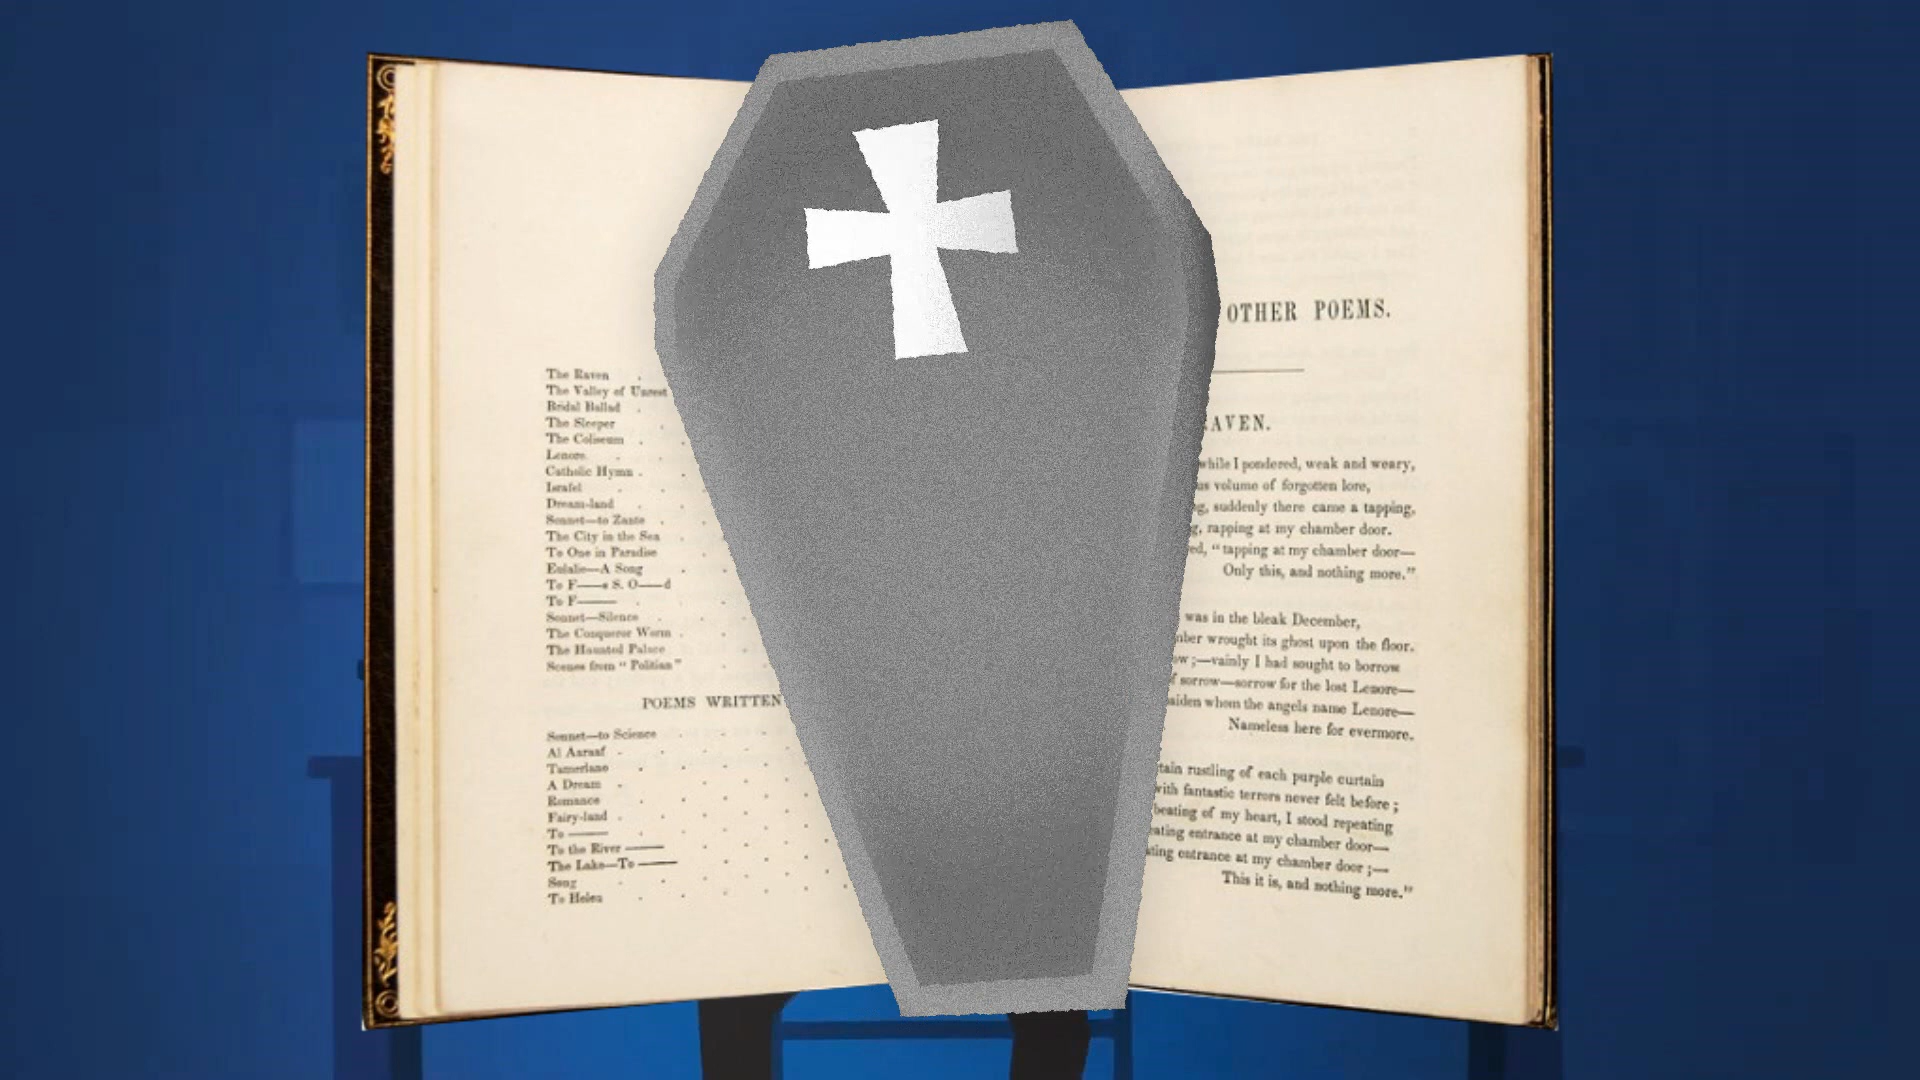 The Raven
The Valley of Unrest
Bridal Ballad
The Sleeper
The Coliseum
Lenore
Catholic Hymn
Israfel
Dream-land
Sonnet—to Zante
The City in the Sea
To One in Paradise
Eulalie—A Song
To F——s S. O——d
To F——
Sonnet—Silence
The Conqueror Worm
The Haunted Palace
Scenes from "Politian"
POEMS WRITTEN
Sonnet—to Science
Al Aaraaf
Tamerlane
A Dream
Romance
Fairy-land
To ——
To the River ——
The Lake—To ——
Song
To Helen
OTHER POEMS.
AVEN.
while I pondered, weak and weary,
us volume of forgotten lore,
g, suddenly there came a tapping,
g, rapping at my chamber door.
ed, "tapping at my chamber door—
Only this, and nothing more."
was in the bleak December,
ber wrought its ghost upon the floor.
ow ;—vainly I had sought to borrow
f sorrow—sorrow for the lost Lenore—
aiden whom the angels name Lenore—
Nameless here for evermore.
tain rustling of each purple curtain
with fantastic terrors never felt before ;
beating of my heart, I stood repeating
eating entrance at my chamber door—
ting entrance at my chamber door ;—
This it is, and nothing more."